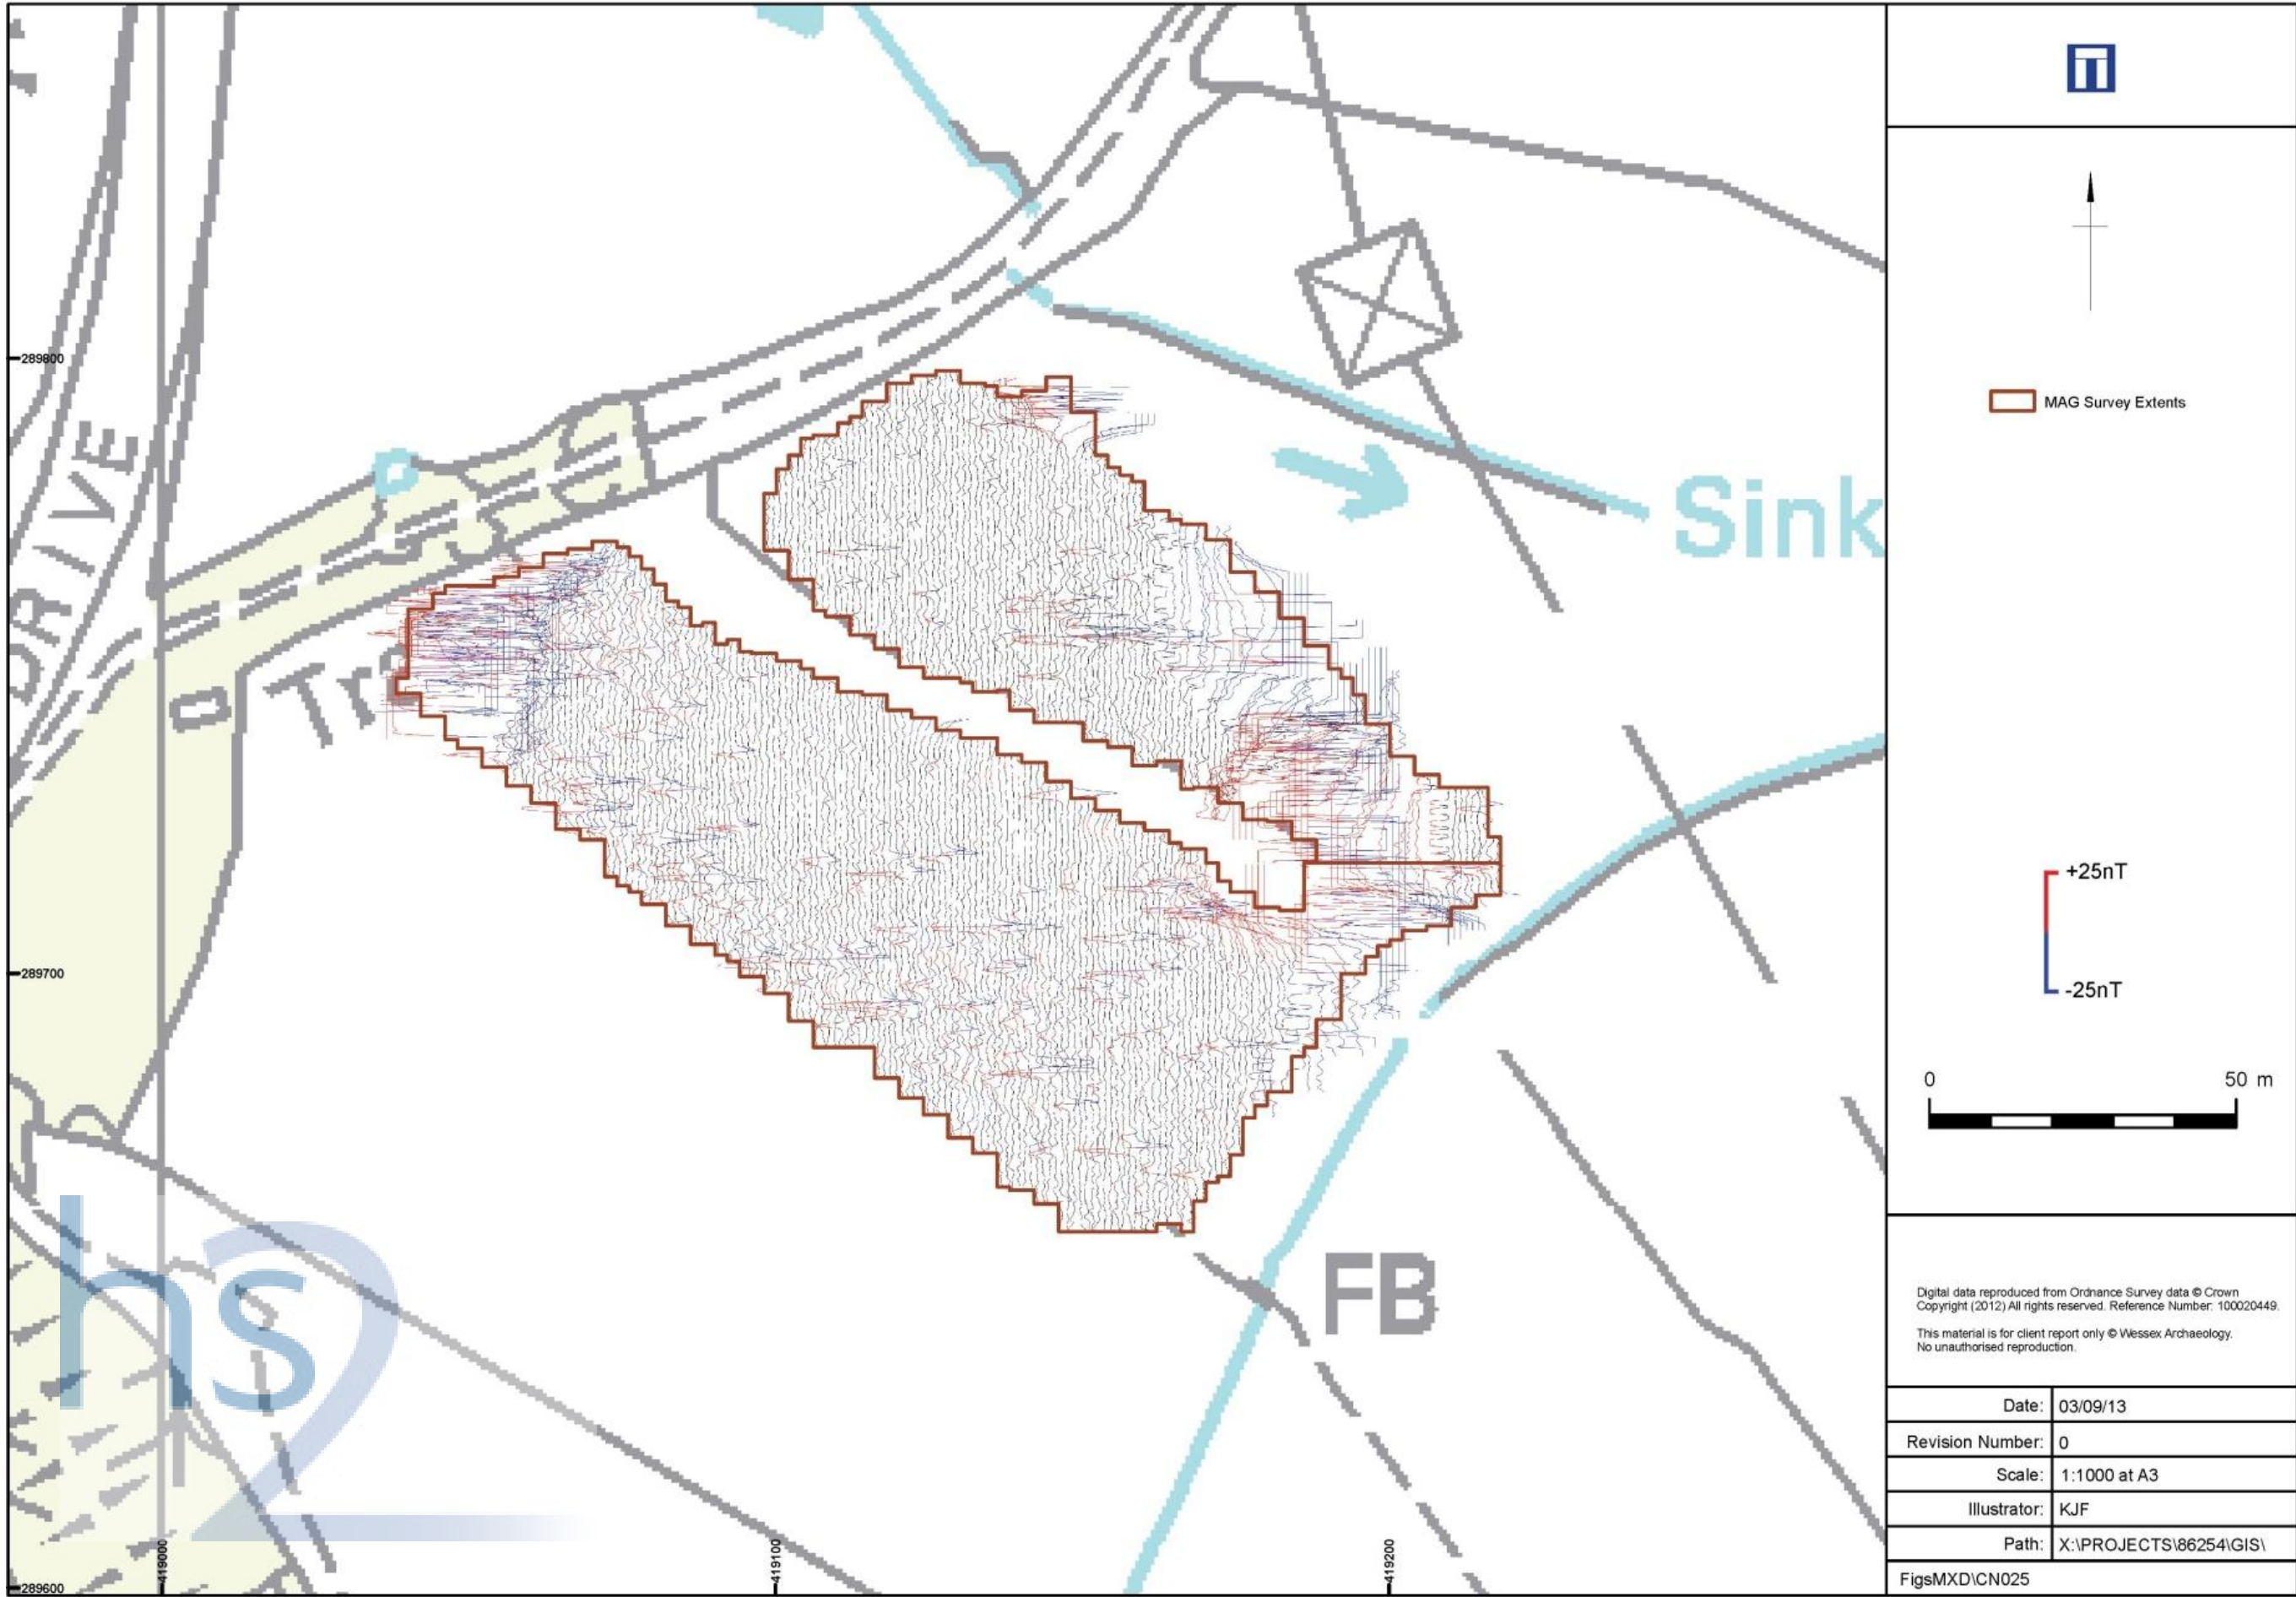 DRIVE
Sink
FB
289800
289700
289600
419000
419100
419200
hs2
MAG Survey Extents
+25nT
-25nT
0 50 m
Digital data reproduced from Ordnance Survey data © Crown
Copyright (2012) All rights reserved. Reference Number: 100020449.
This material is for client report only © Wessex Archaeology.
No unauthorised reproduction.
Date: 03/09/13
Revision Number: 0
Scale: 1:1000 at A3
Illustrator: KJF
Path: X:\PROJECTS\86254\GIS\
FigsMXD\CN025